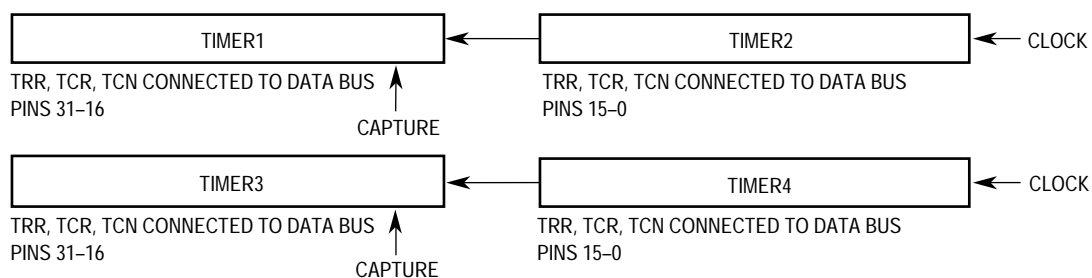 TIMER1
TIMER2
CLOCK
TRR, TCR, TCN CONNECTED TO DATA BUS
PINS 31–16
CAPTURE
TRR, TCR, TCN CONNECTED TO DATA BUS
PINS 15–0
TIMER3
TIMER4
CLOCK
TRR, TCR, TCN CONNECTED TO DATA BUS
PINS 31–16
CAPTURE
TRR, TCR, TCN CONNECTED TO DATA BUS
PINS 15–0